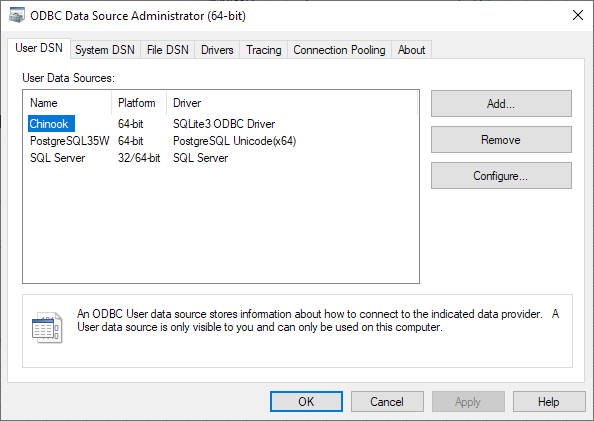 ODBC Data Source Administrator (64-bit)
User DSN System DSN File DSN Drivers Tracing Connection Pooling About
User Data Sources:
Name Platform Driver
Chinook 64-bit SQLite3 ODBC Driver
PostgreSQL35W 64-bit PostgreSQL Unicode(x64)
SQL Server 32/64-bit SQL Server
Add...
Remove
Configure...
An ODBC User data source stores information about how to connect to the indicated data provider. A
User data source is only visible to you and can only be used on this computer.
OK Cancel Apply Help